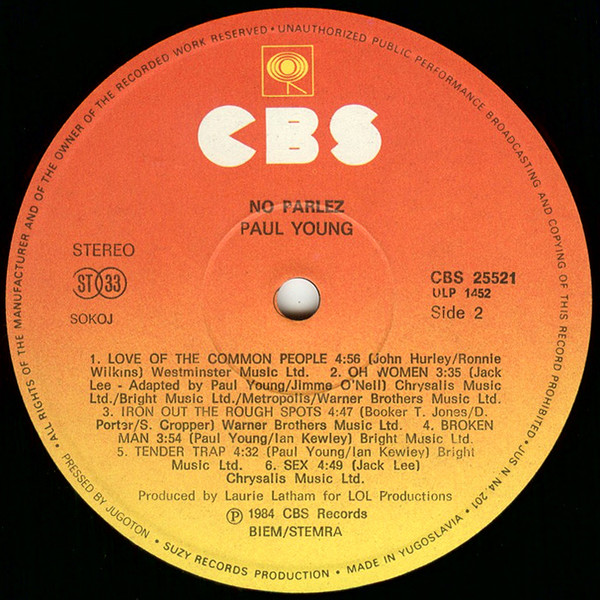 • ALL RIGHTS OF THE MANUFACTURER AND OF THE OWNER OF THE RECORDED WORK RESERVED • UNAUTHORIZED PUBLIC PERFORMANCE BROADCASTING AND COPYING OF THIS RECORD PROHIBITED • JUS N. N4. 201
CBS
NO PARLEZ
PAUL YOUNG
STEREO
ST 33
SOKOJ
CBS 25521
ULP 1452
Side 2
1. LOVE OF THE COMMON PEOPLE 4:56 (John Hurley/Ronnie
Wilkins) Westminster Music Ltd. 2. OH WOMEN 3:35 (Jack
Lee - Adapted by Paul Young/Jimme O'Neil) Chrysalis Music
Ltd./Bright Music Ltd./Metropolis/Warner Brothers Music Ltd.
3. IRON OUT THE ROUGH SPOTS 4:47 (Booker T. Jones/D.
Porter/S. Cropper) Warner Brothers Music Ltd. 4. BROKEN
MAN 3:54 (Paul Young/Ian Kewley) Bright Music Ltd.
5. TENDER TRAP 4:32 (Paul Young/Ian Kewley) Bright
Music Ltd. 6. SEX 4:49 (Jack Lee)
Chrysalis Music Ltd.
Produced by Laurie Latham for LOL Productions
Ⓟ 1984 CBS Records
BIEM/STEMRA
PRESSED BY JUGOTON • SUZY RECORDS PRODUCTION • MADE IN YUGOSLAVIA •